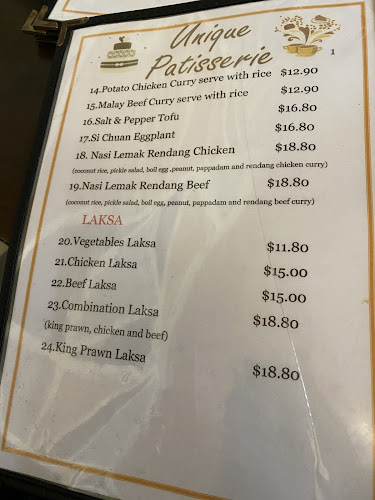 Unique
Patisserie
1
14.Potato Chicken Curry serve with rice $12.90
15.Malay Beef Curry serve with rice $12.90
16.Salt & Pepper Tofu $16.80
17.Si Chuan Eggplant $16.80
18. Nasi Lemak Rendang Chicken $18.80
(coconut rice, pickle salad, boil egg ,peanut, pappadam and rendang chicken curry)
19.Nasi Lemak Rendang Beef $18.80
(coconut rice, pickle salad, boil egg, peanut, pappadam and rendang beef curry)
LAKSA
20.Vegetables Laksa $11.80
21.Chicken Laksa $15.00
22.Beef Laksa $15.00
23.Combination Laksa $18.80
(king prawn, chicken and beef)
24.King Prawn Laksa $18.80